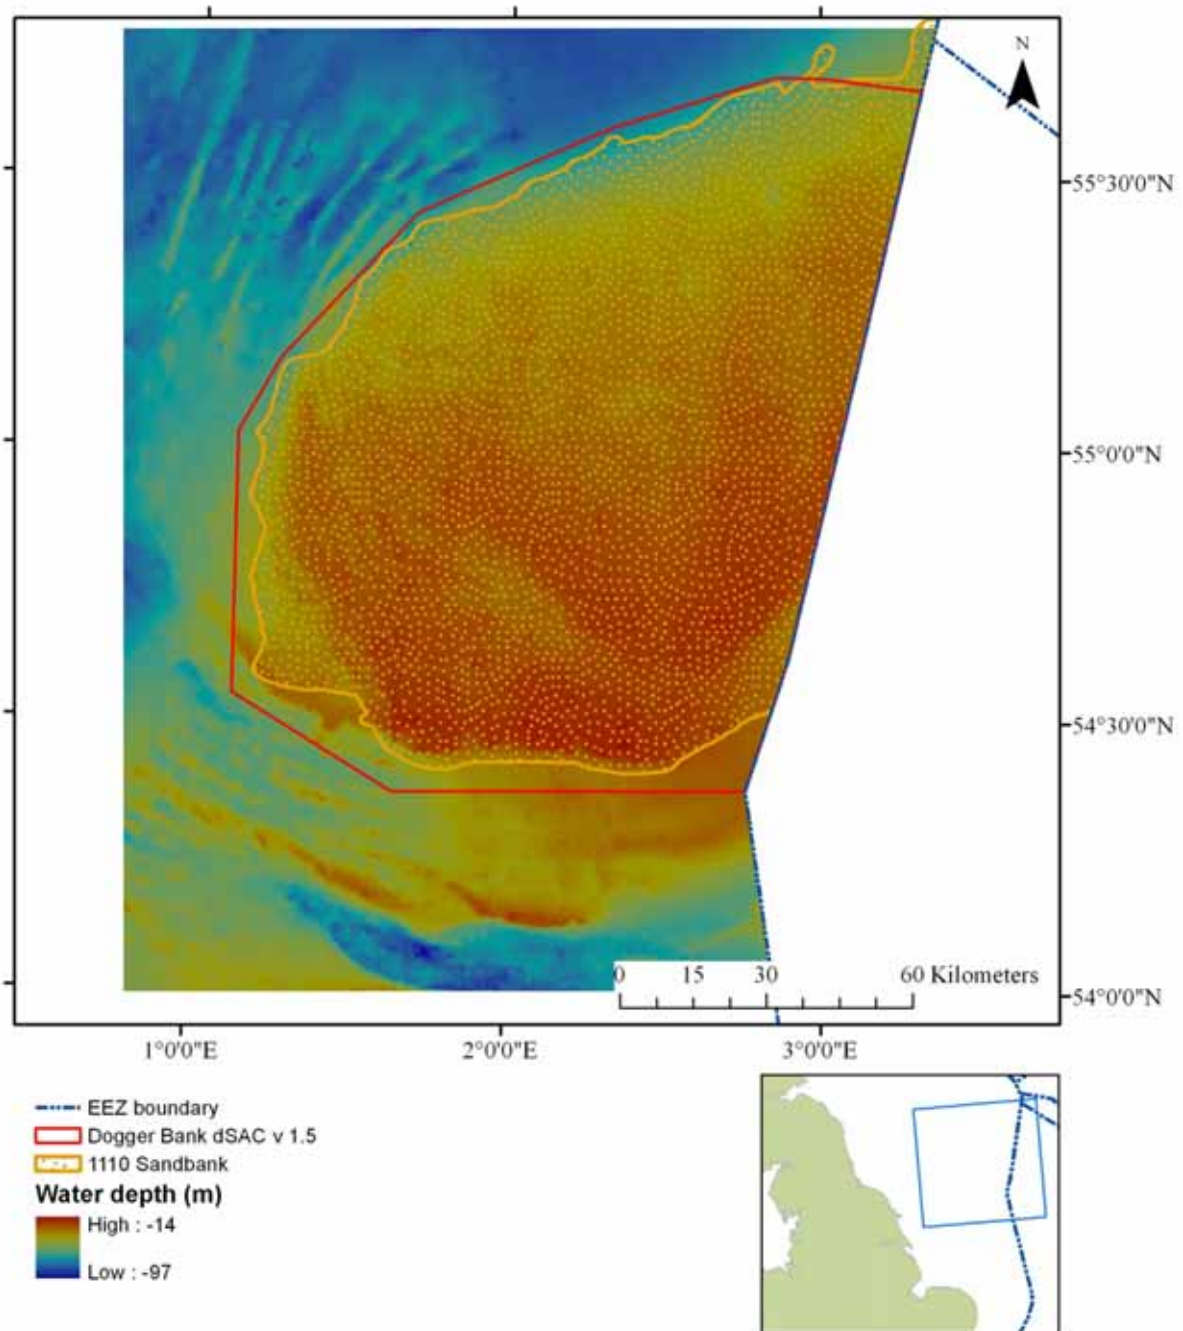 N
55°30'0"N
55°0'0"N
54°30'0"N
0 15 30 60 Kilometers
54°0'0"N
1°0'0"E 2°0'0"E 3°0'0"E
EEZ boundary
Dogger Bank dSAC v 1.5
1110 Sandbank
Water depth (m)
High : -14
Low : -97